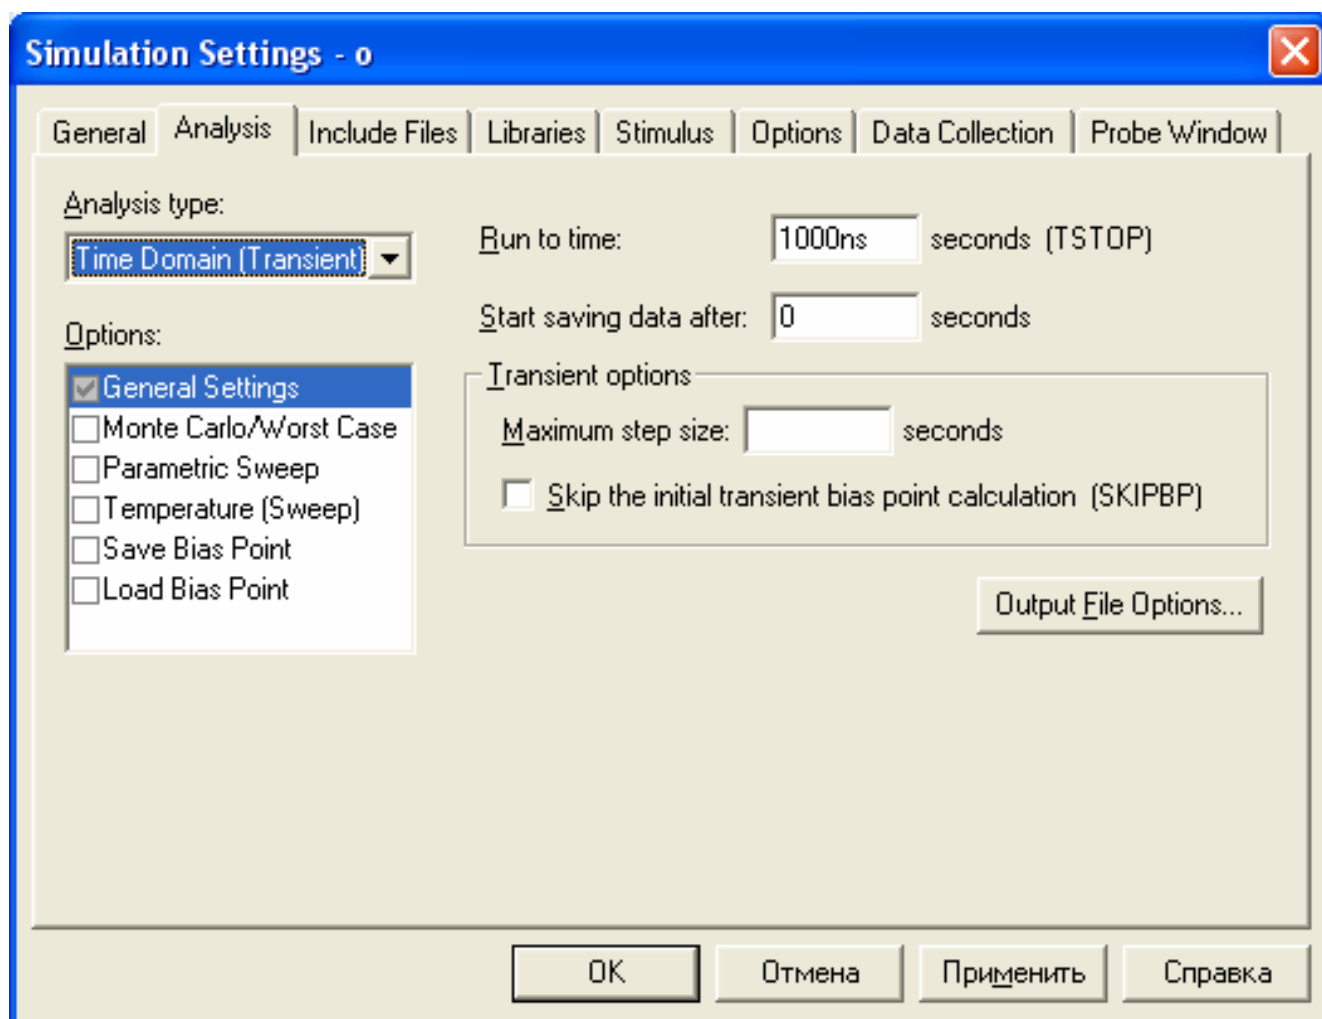 Simulation Settings - o
General Analysis Include Files Libraries Stimulus Options Data Collection Probe Window
Analysis type:
Time Domain (Transient)
Options:
General Settings
Monte Carlo/Worst Case
Parametric Sweep
Temperature (Sweep)
Save Bias Point
Load Bias Point
Run to time: 1000ns seconds (TSTOP)
Start saving data after: 0 seconds
Transient options
Maximum step size: seconds
Skip the initial transient bias point calculation (SKIPBP)
Output File Options...
OK Отмена Применить Справка